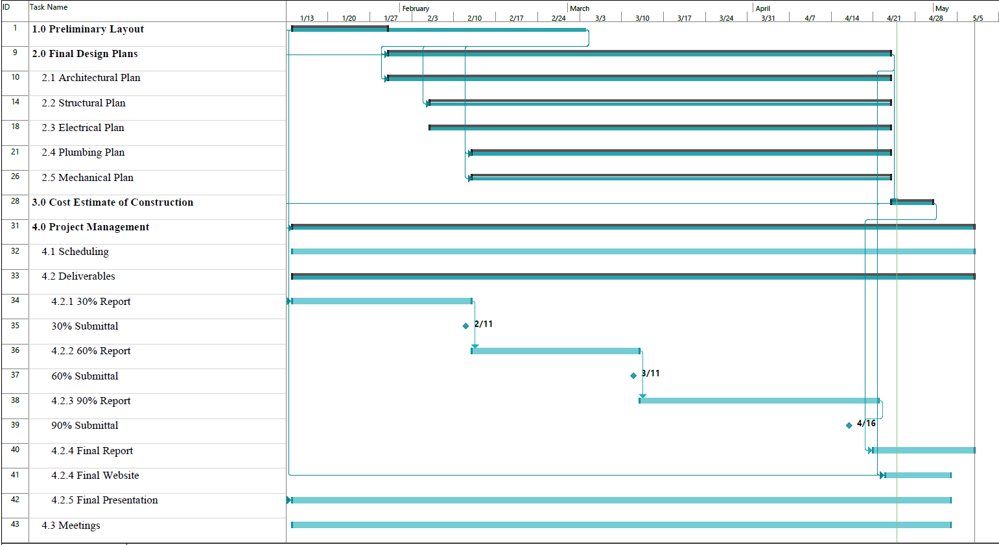 ID Task Name February March April May
1/13 1/20 1/27 2/3 2/10 2/17 2/24 3/3 3/10 3/17 3/24 3/31 4/7 4/14 4/21 4/28 5/5
1 1.0 Preliminary Layout
9 2.0 Final Design Plans
10 2.1 Architectural Plan
14 2.2 Structural Plan
18 2.3 Electrical Plan
21 2.4 Plumbing Plan
26 2.5 Mechanical Plan
28 3.0 Cost Estimate of Construction
31 4.0 Project Management
32 4.1 Scheduling
33 4.2 Deliverables
34 4.2.1 30% Report
35 30% Submittal 2/11
36 4.2.2 60% Report
37 60% Submittal 3/11
38 4.2.3 90% Report
39 90% Submittal 4/16
40 4.2.4 Final Report
41 4.2.4 Final Website
42 4.2.5 Final Presentation
43 4.3 Meetings